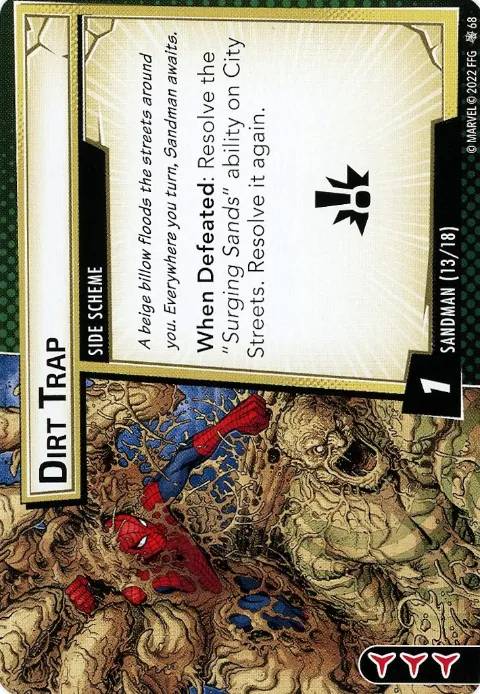 DIRT TRAP
SIDE SCHEME
A beige billow floods the streets around
you. Everywhere you turn, Sandman awaits.
When Defeated: Resolve the
"Surging Sands" ability on City
Streets. Resolve it again.
1
SANDMAN (13/18)
© MARVEL © 2022 FFG 68